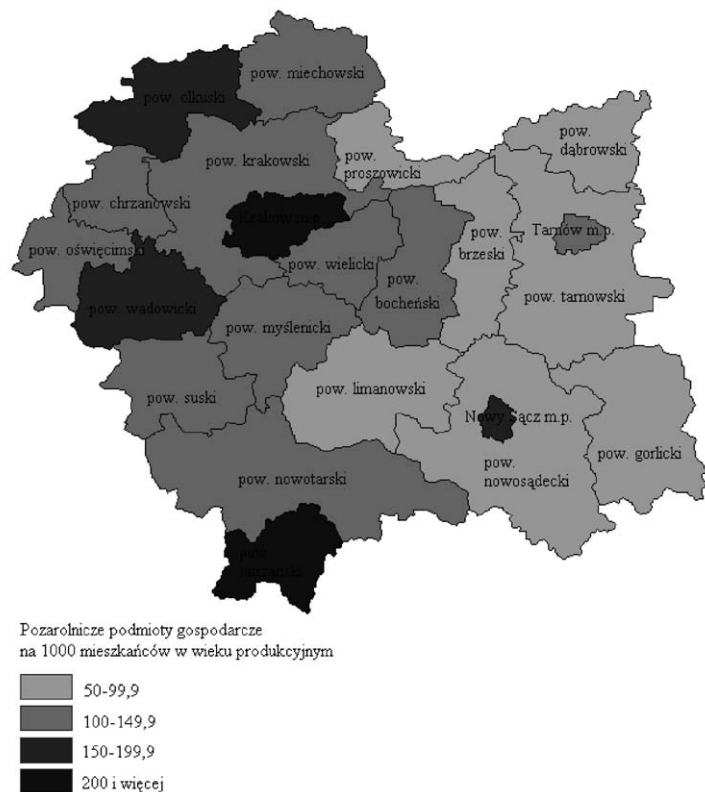 pow. miechowski
pow. olkuski
pow. krakowski
pow.
proszowicki
pow.
dąbrowski
pow. chrzanowski
Kraków m.p.
pow. oświęcimski
pow. wielicki
pow.
bocheński
pow.
brzeski
Tarnów m.p.
pow. tarnowski
pow. wadowicki
pow. myślenicki
pow. suski
pow. limanowski
Nowy Sącz m.p.
pow. gorlicki
pow.
nowosądecki
pow. nowotarski
pow.
tatrzański
Pozarolnicze podmioty gospodarcze
na 1000 mieszkańców w wieku produkcyjnym
50-99,9
100-149,9
150-199,9
200 i więcej